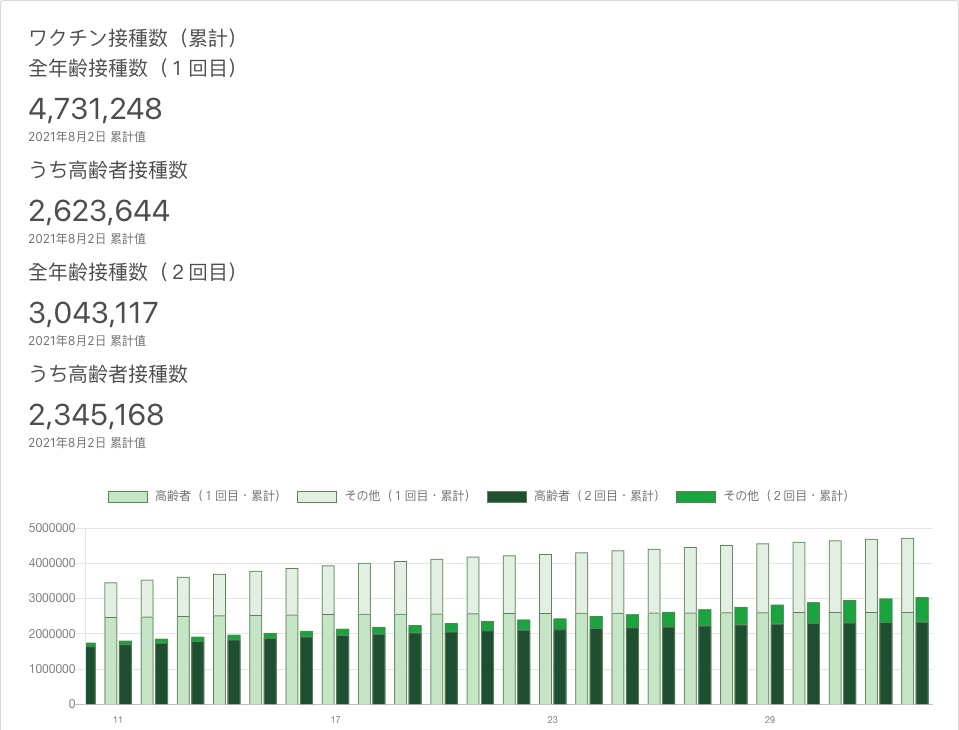 ワクチン接種数（累計）
全年齢接種数（１回目）
4,731,248
2021年8月2日 累計値
うち高齢者接種数
2,623,644
2021年8月2日 累計値
全年齢接種数（２回目）
3,043,117
2021年8月2日 累計値
うち高齢者接種数
2,345,168
2021年8月2日 累計値
高齢者（１回目・累計） その他（１回目・累計） 高齢者（２回目・累計） その他（２回目・累計）
5000000
4000000
3000000
2000000
1000000
0
11 17 23 29